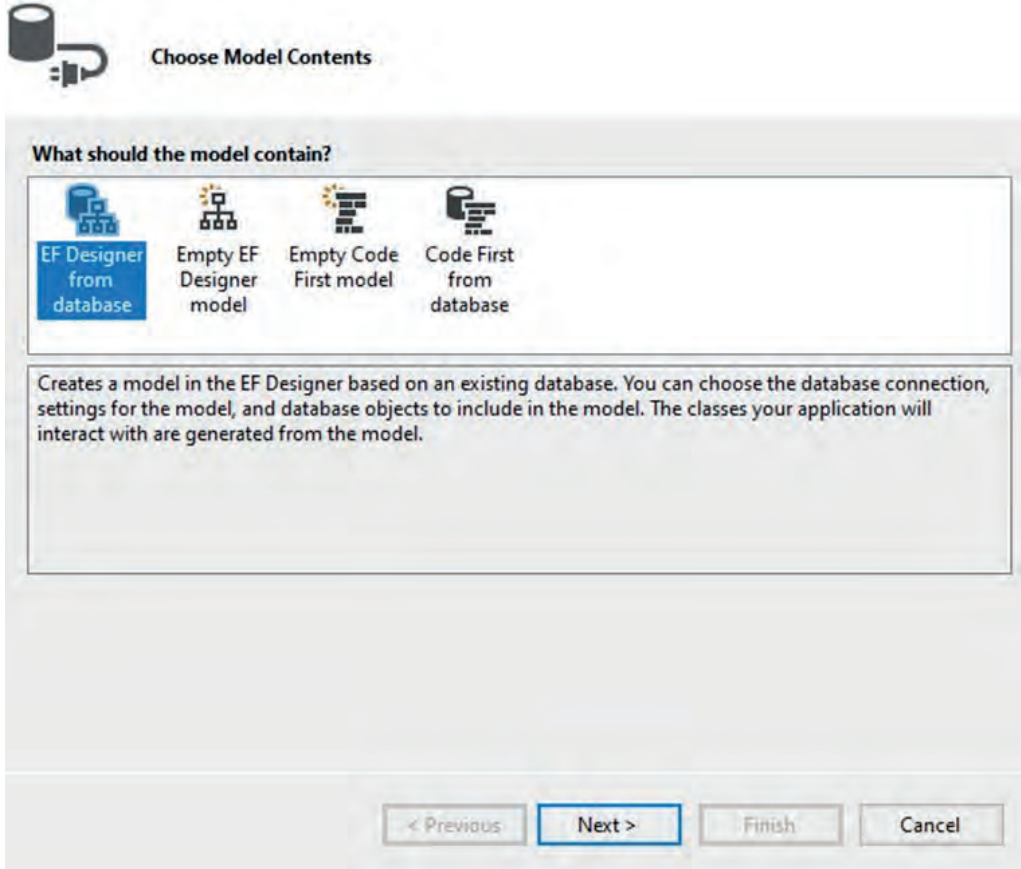 Choose Model Contents
What should the model contain?
EF Designer
from
database
Empty EF
Designer
model
Empty Code
First model
Code First
from
database
Creates a model in the EF Designer based on an existing database. You can choose the database connection,
settings for the model, and database objects to include in the model. The classes your application will
interact with are generated from the model.
< Previous
Next >
Finish
Cancel